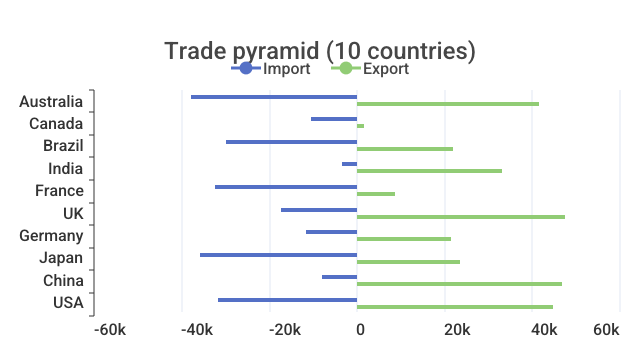 Trade pyramid (10 countries)
Import Export
Australia
Canada
Brazil
India
France
UK
Germany
Japan
China
USA
-60k -40k -20k 0 20k 40k 60k